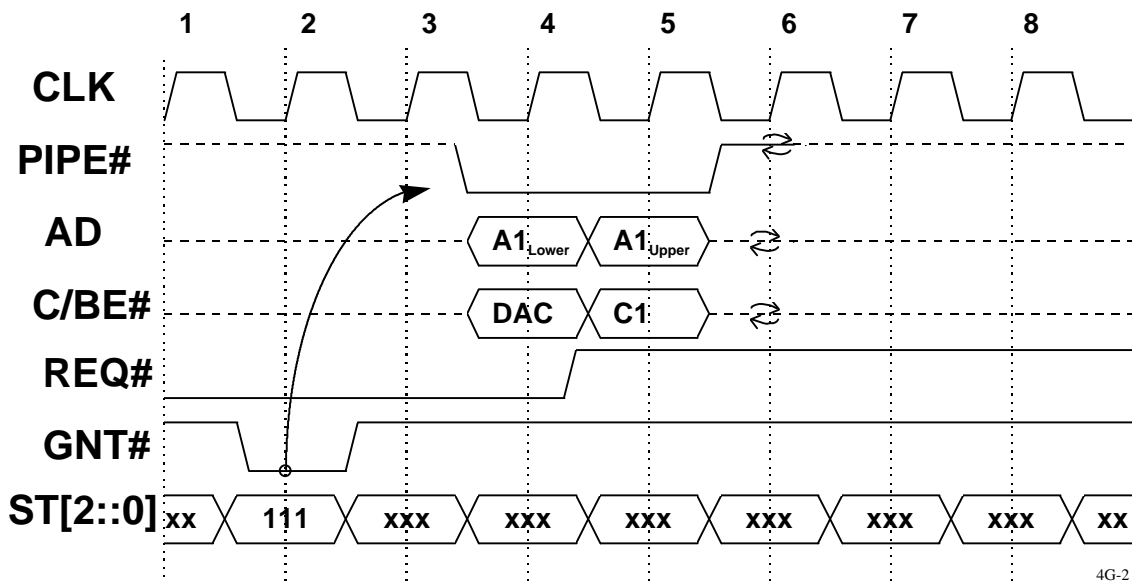 1 2 3 4 5 6 7 8
CLK
PIPE#
AD A1Lower A1Upper
C/BE# DAC C1
REQ#
GNT#
ST[2::0] xx 111 xxx xxx xxx xxx xxx xxx xx
4G-2